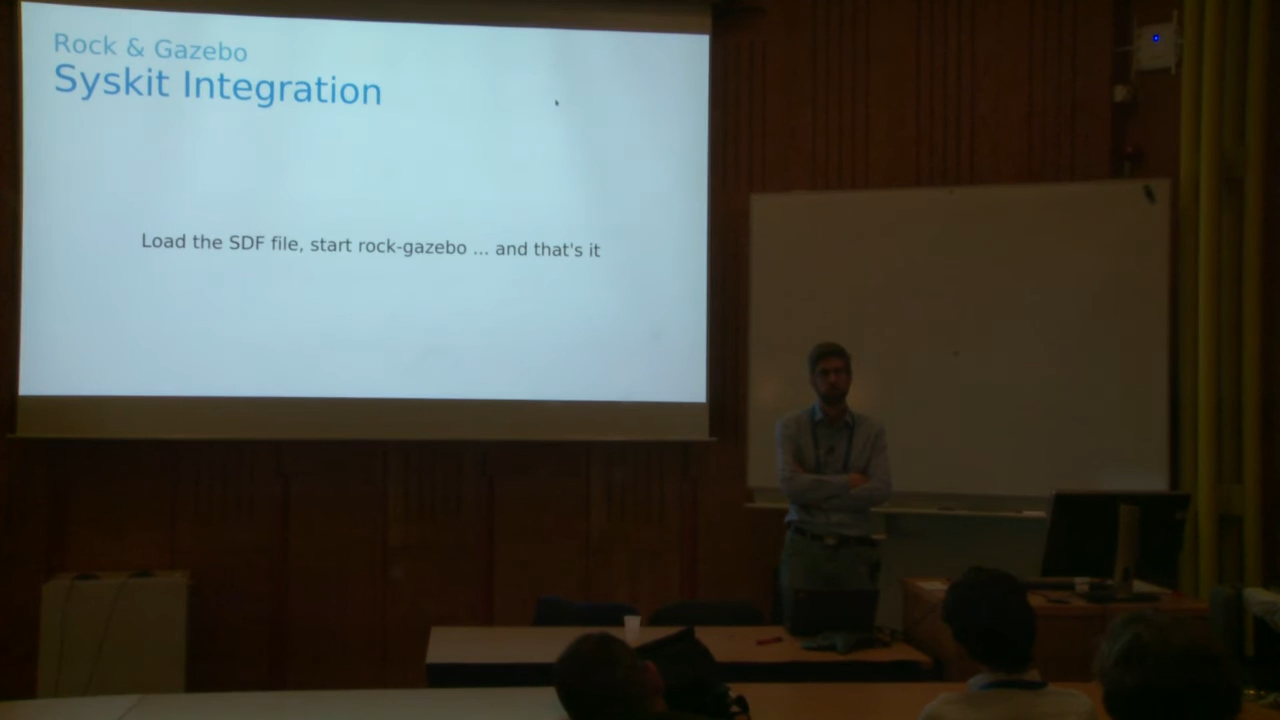 Rock & Gazebo
Syskit Integration
Load the SDF file, start rock-gazebo ... and that's it